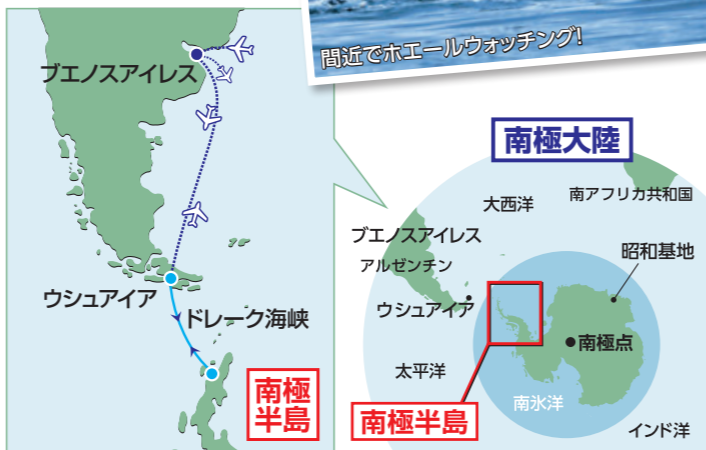 間近でホエールウォッチング!
ブエノスアイレス
ウシュアイア
ドレーク海峡
南極
半島
南極大陸
大西洋
南アフリカ共和国
ブエノスアイレス
アルゼンチン
昭和基地
ウシュアイア
南極点
太平洋
南氷洋
南極半島
インド洋